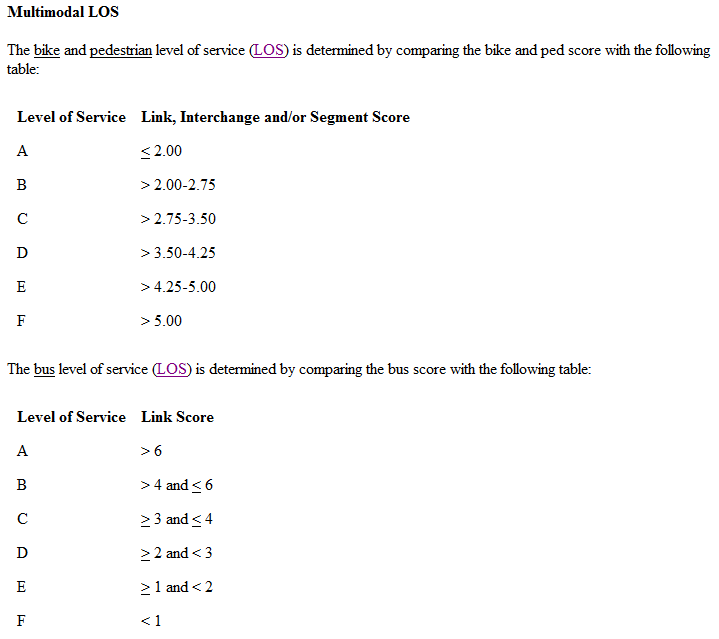 Multimodal LOS
The bike and pedestrian level of service (LOS) is determined by comparing the bike and ped score with the following
table:
Level of Service Link, Interchange and/or Segment Score
A ≤ 2.00
B > 2.00-2.75
C > 2.75-3.50
D > 3.50-4.25
E > 4.25-5.00
F > 5.00
The bus level of service (LOS) is determined by comparing the bus score with the following table:
Level of Service Link Score
A > 6
B > 4 and ≤ 6
C ≥ 3 and ≤ 4
D ≥ 2 and < 3
E ≥ 1 and < 2
F < 1